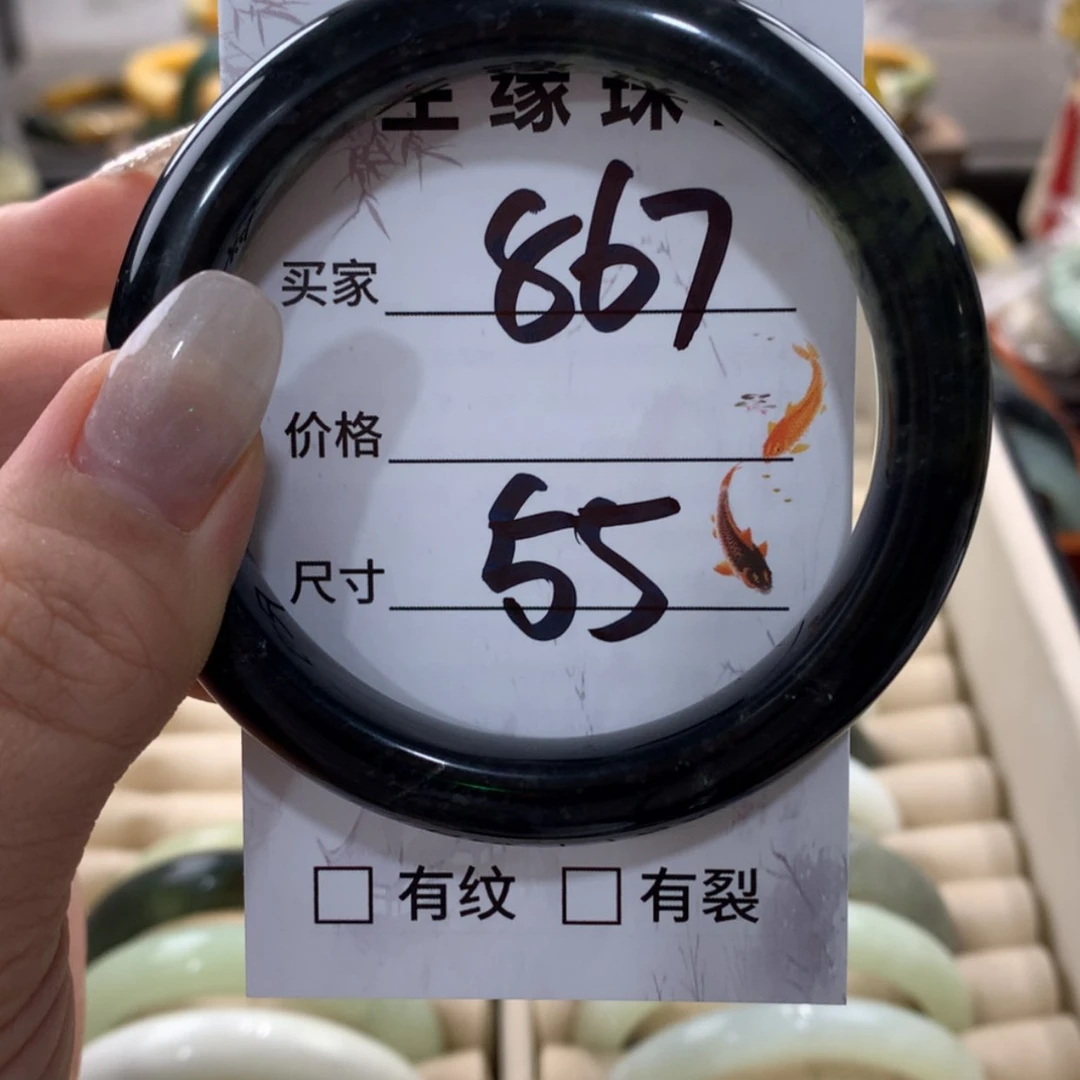 缘珠
买家 867
价格
尺寸 55
□ 有纹 □ 有裂